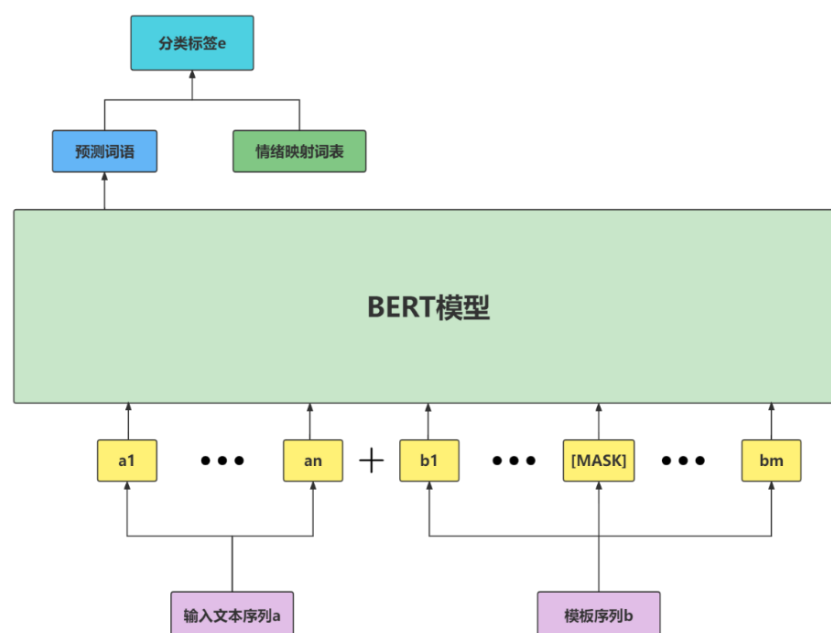 分类标签e
预测词语
情绪映射词表
BERT模型
a1 ••• an + b1 ••• [MASK] ••• bm
输入文本序列a
模板序列b